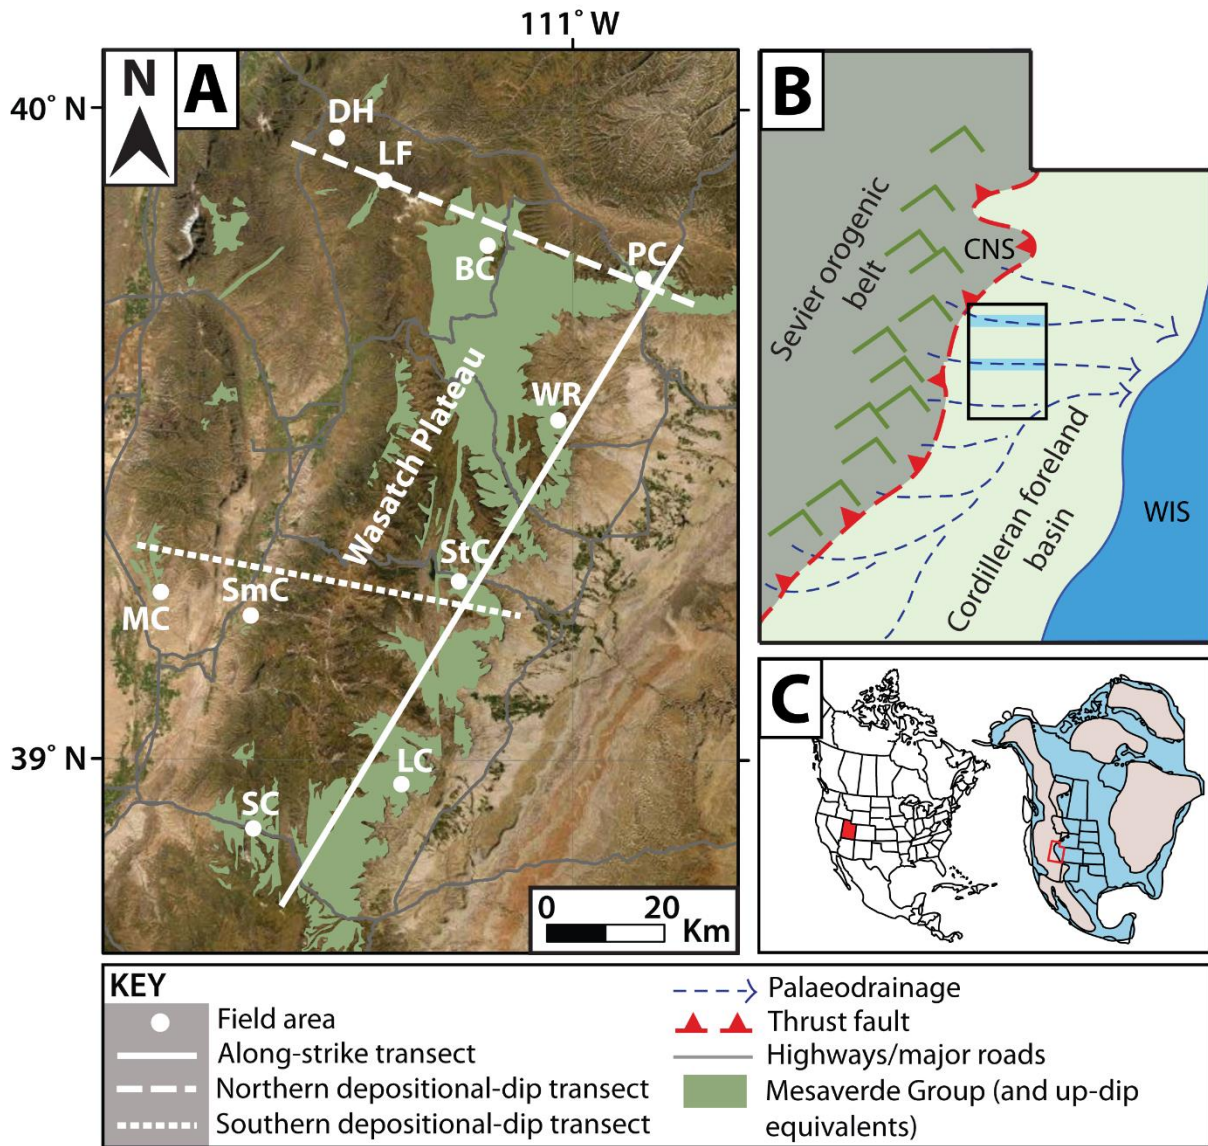 111° W
N
A
40° N
DH
LF
BC
PC
Wasatch Plateau
WR
StC
MC
SmC
39° N
LC
SC
0 20
Km
B
Sevier orogenic
belt
CNS
Cordilleran foreland
basin
WIS
C
KEY
Field area
Along-strike transect
Northern depositional-dip transect
Southern depositional-dip transect
Palaeodrainage
Thrust fault
Highways/major roads
Mesaverde Group (and up-dip
equivalents)